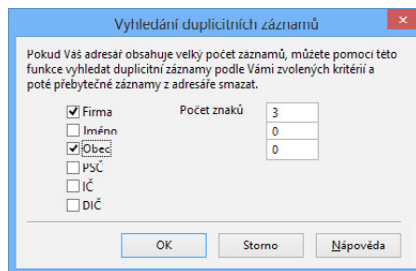 Vyhledání duplicitních záznamů
Pokud Váš adresář obsahuje velký počet záznamů, můžete pomocí této
funkce vyhledat duplicitní záznamy podle Vámi zvolených kritérií a
poté přebytečné záznamy z adresáře smazat.
Firma Počet znaků 3
Jméno 0
Obec 0
PSČ
IČ
DIČ
OK Storno Nápověda